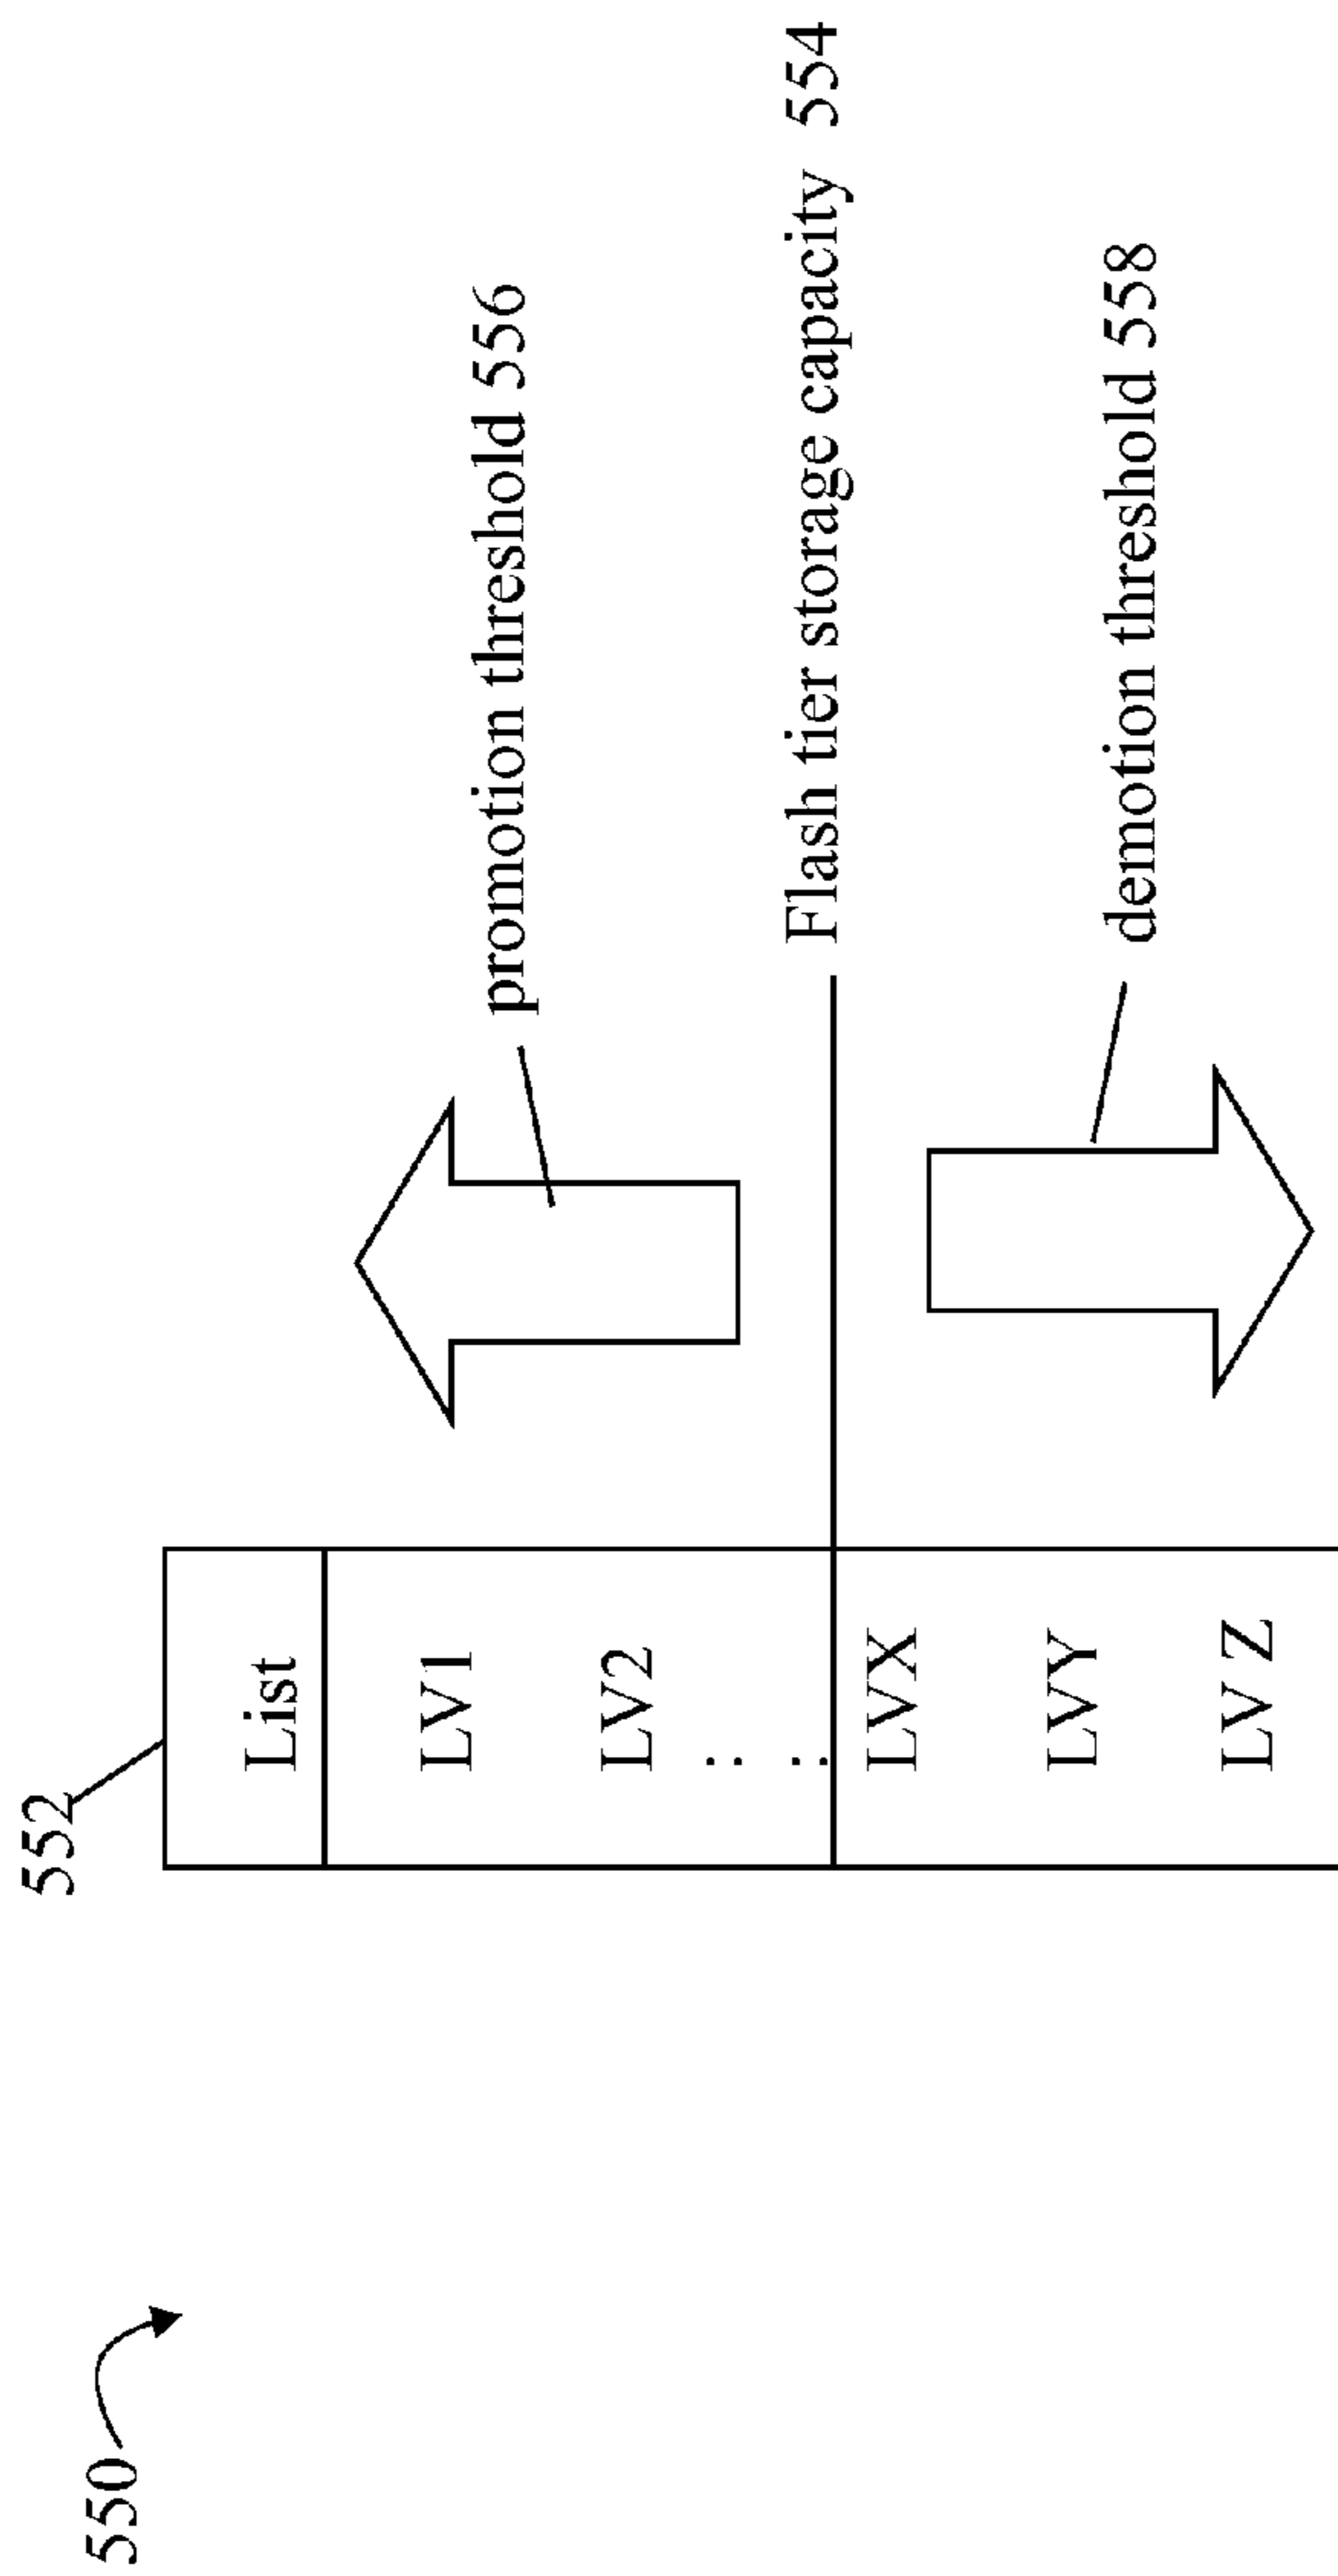 550
552
List
LV1
LV2
: :
LVX
LVY
LV Z
promotion threshold 556
Flash tier storage capacity 554
demotion threshold 558